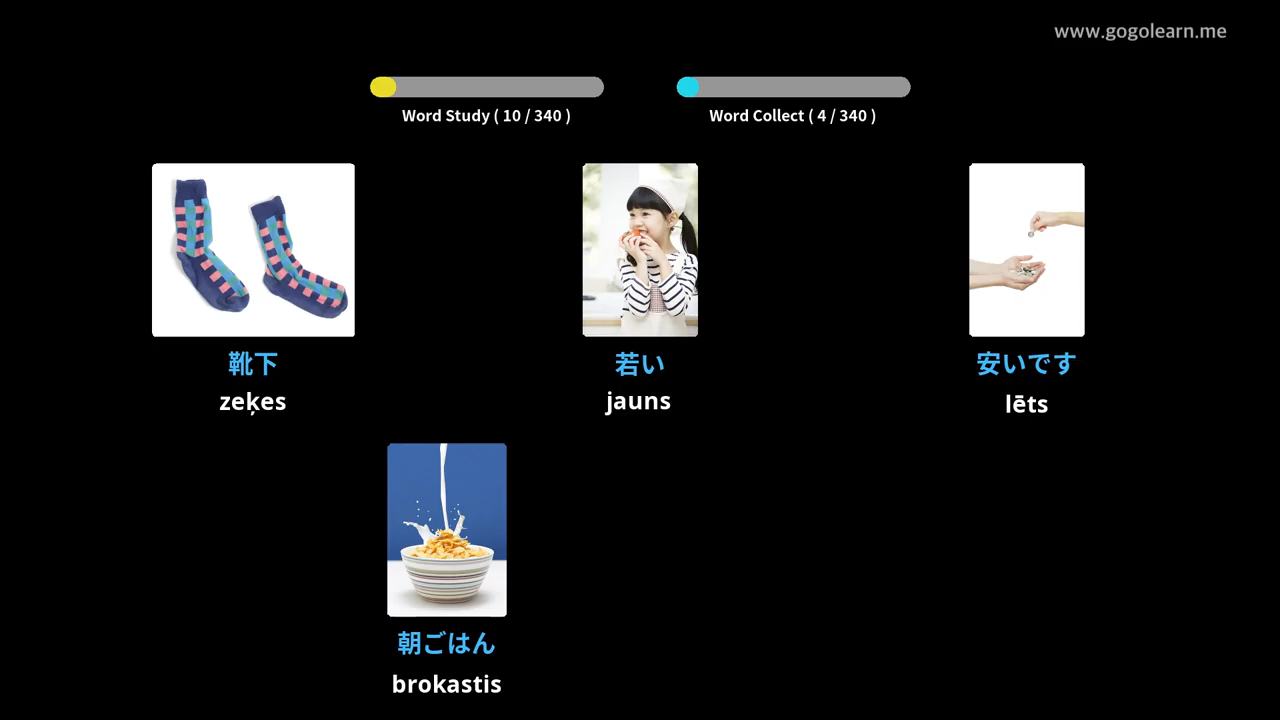 www.gogolearn.me
Word Study ( 10 / 340 )
Word Collect ( 4 / 340 )
靴下
zeķes
若い
jauns
安いです
lēts
朝ごはん
brokastis